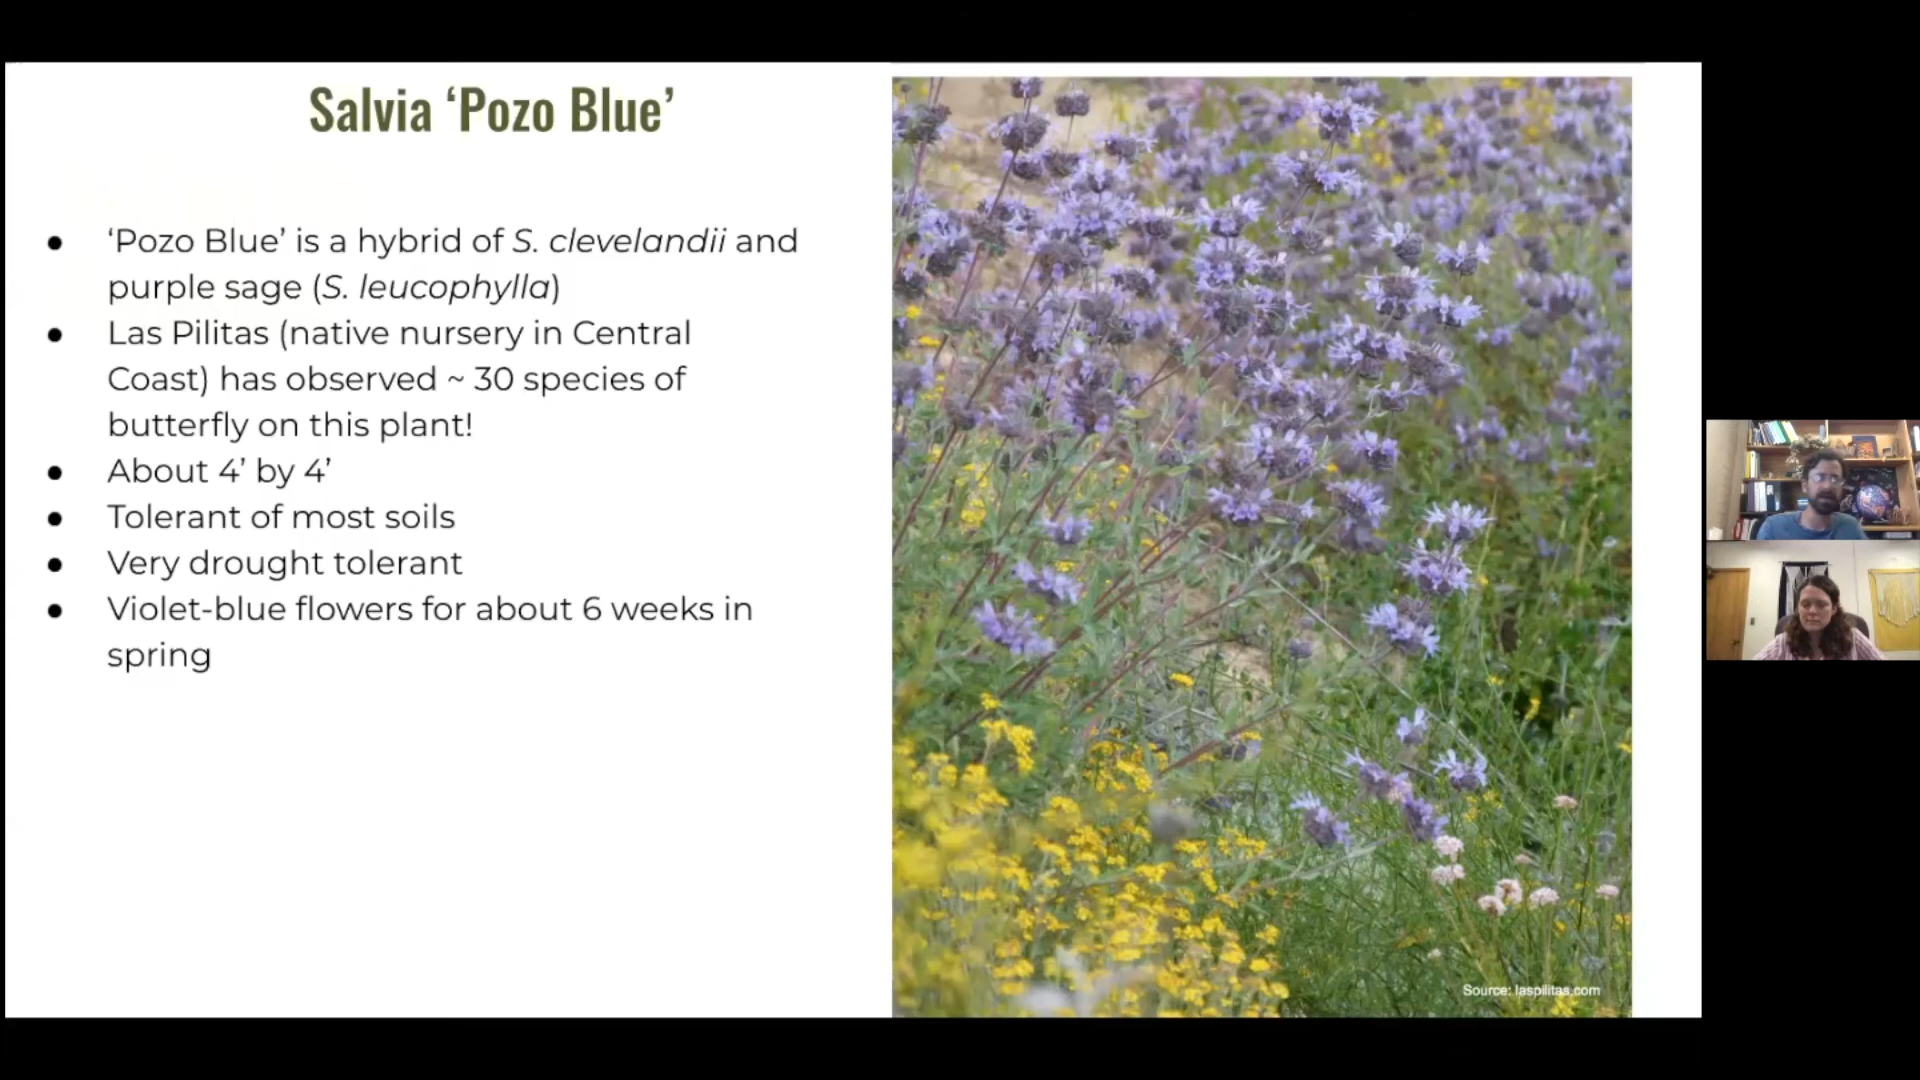 Salvia ‘Pozo Blue’
● ‘Pozo Blue’ is a hybrid of S. clevelandii and
purple sage (S. leucophylla)
● Las Pilitas (native nursery in Central
Coast) has observed ~ 30 species of
butterfly on this plant!
● About 4’ by 4’
● Tolerant of most soils
● Very drought tolerant
● Violet-blue flowers for about 6 weeks in
spring
Source: laspilitas.com